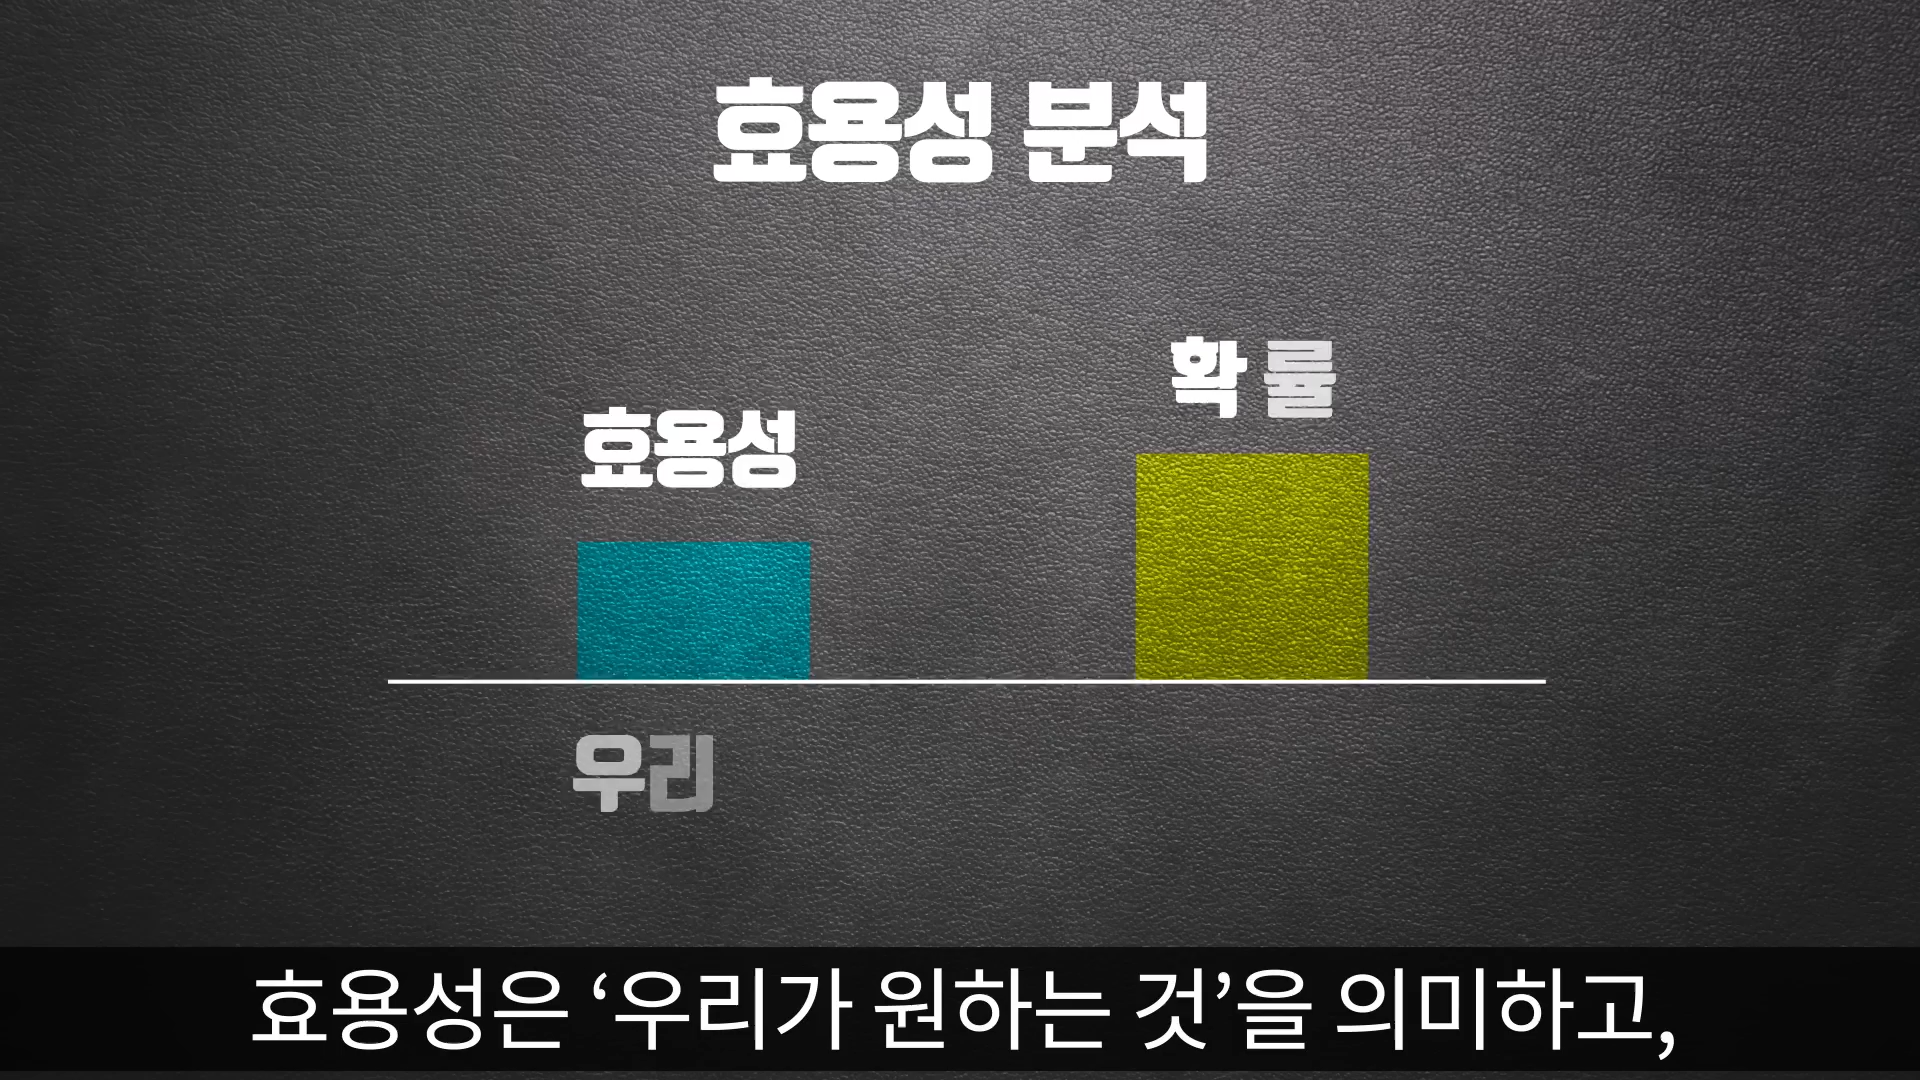 효용성 분석
효용성
확률
우리
효용성은 ‘우리가 원하는 것’을 의미하고,